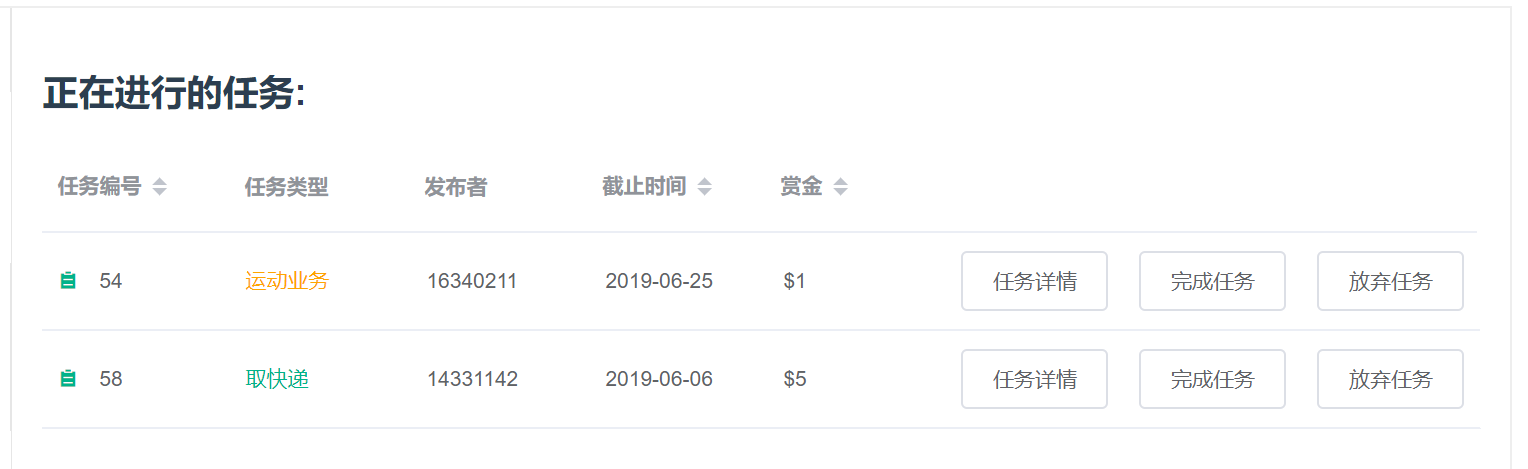 正在进行的任务:
任务编号 任务类型 发布者 截止时间 赏金
54 运动业务 16340211 2019-06-25 $1 任务详情 完成任务 放弃任务
58 取快递 14331142 2019-06-06 $5 任务详情 完成任务 放弃任务